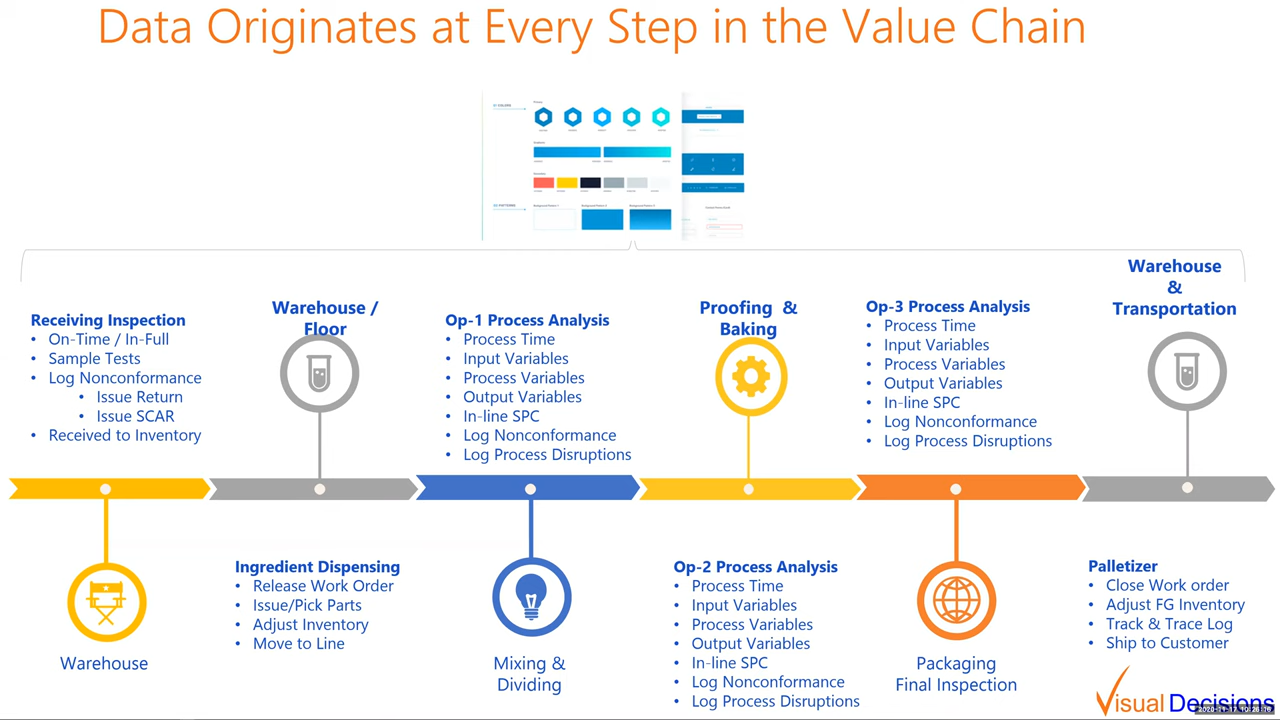 Data Originates at Every Step in the Value Chain
Warehouse
&
Transportation
Receiving Inspection
• On-Time / In-Full
• Sample Tests
• Log Nonconformance
• Issue Return
• Issue SCAR
• Received to Inventory
Warehouse /
Floor
Op-1 Process Analysis
• Process Time
• Input Variables
• Process Variables
• Output Variables
• In-line SPC
• Log Nonconformance
• Log Process Disruptions
Proofing &
Baking
Op-3 Process Analysis
• Process Time
• Input Variables
• Process Variables
• Output Variables
• In-line SPC
• Log Nonconformance
• Log Process Disruptions
Warehouse
Ingredient Dispensing
• Release Work Order
• Issue/Pick Parts
• Adjust Inventory
• Move to Line
Mixing &
Dividing
Op-2 Process Analysis
• Process Time
• Input Variables
• Process Variables
• Output Variables
• In-line SPC
• Log Nonconformance
• Log Process Disruptions
Packaging
Final Inspection
Palletizer
• Close Work order
• Adjust FG Inventory
• Track & Trace Log
• Ship to Customer
Visual Decisions